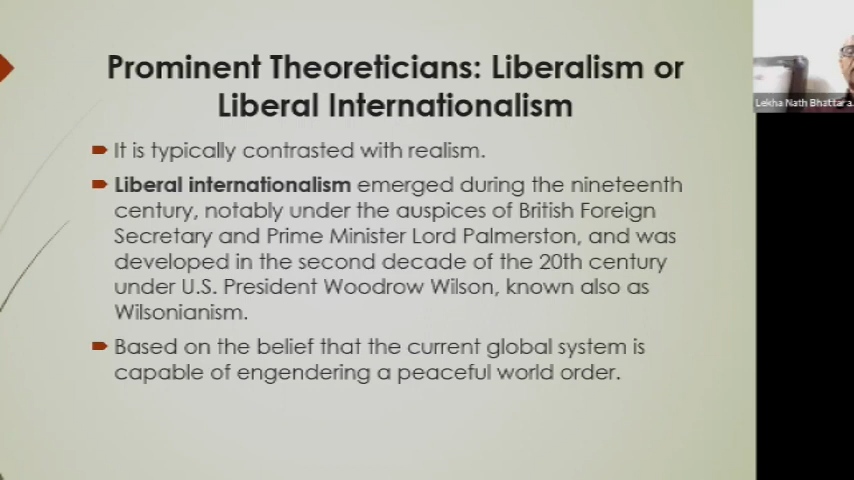 Prominent Theoreticians: Liberalism or
Liberal Internationalism
It is typically contrasted with realism.
Liberal internationalism emerged during the nineteenth
century, notably under the auspices of British Foreign
Secretary and Prime Minister Lord Palmerston, and was
developed in the second decade of the 20th century
under U.S. President Woodrow Wilson, known also as
Wilsonianism.
Based on the belief that the current global system is
capable of engendering a peaceful world order.
Lekha Nath Bhattara..